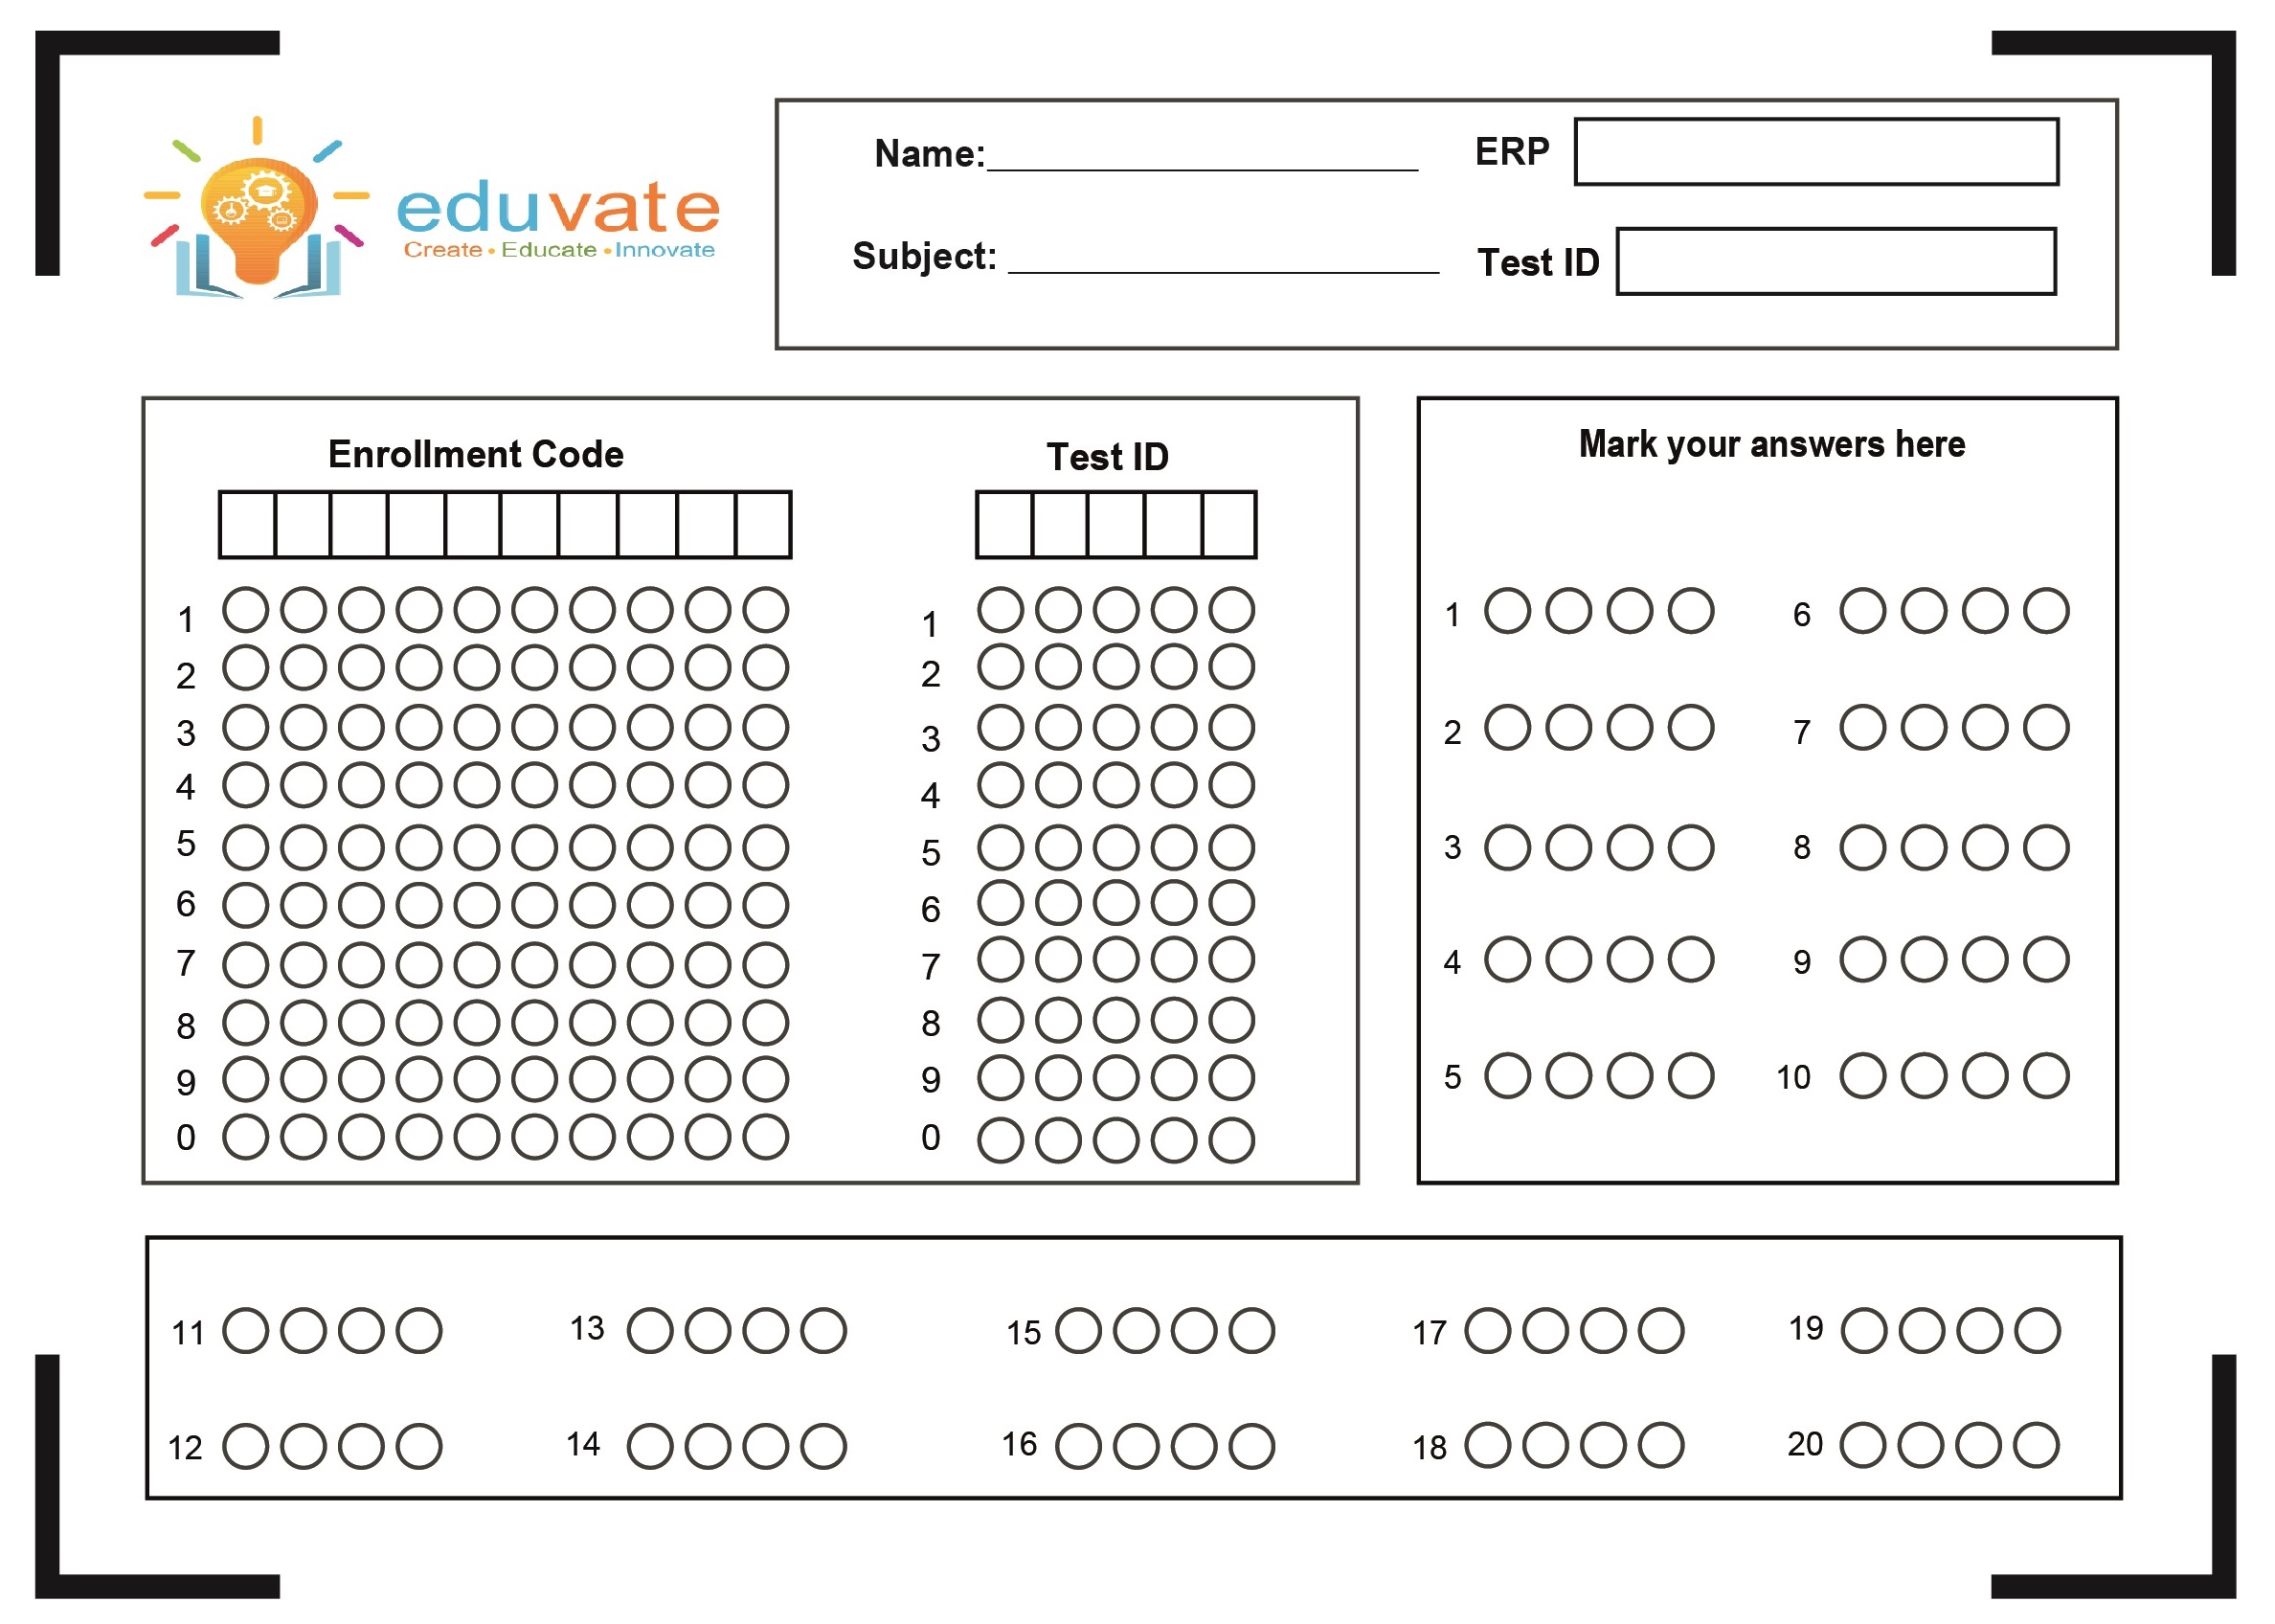 eduvate
Create • Educate • Innovate
Name:____________________ ERP
Subject: ____________________ Test ID
Enrollment Code
Test ID
1 1
2 2
3 3
4 4
5 5
6 6
7 7
8 8
9 9
0 0
Mark your answers here
1 6
2 7
3 8
4 9
5 10
11 13 15 17 19
12 14 16 18 20